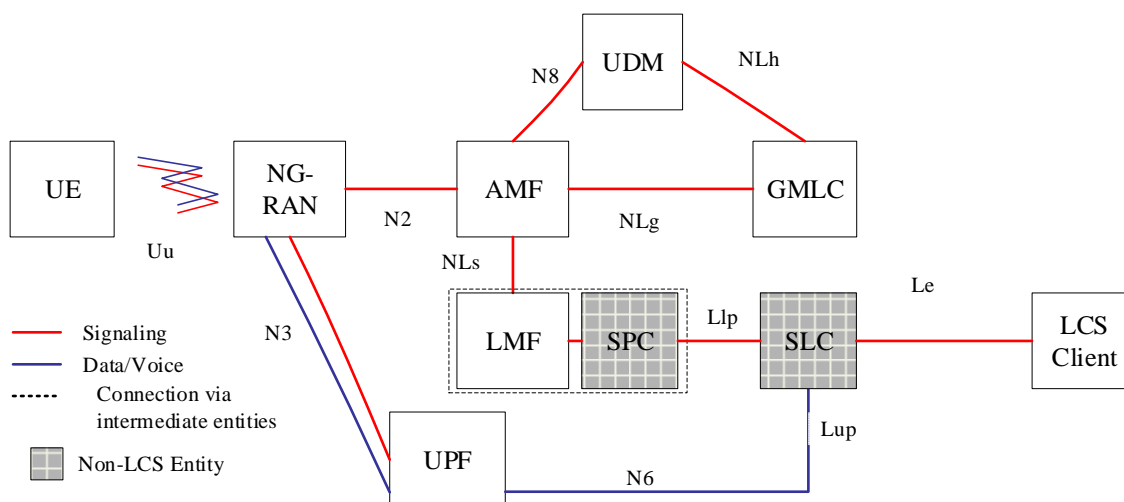 UDM
N8
NLh
UE
NG-
RAN
AMF
GMLC
Uu
N2
NLg
NLs
Le
N3
LMF
SPC
Llp
SLC
LCS
Client
Signaling
Data/Voice
Connection via
intermediate entities
Non-LCS Entity
UPF
N6
Lup